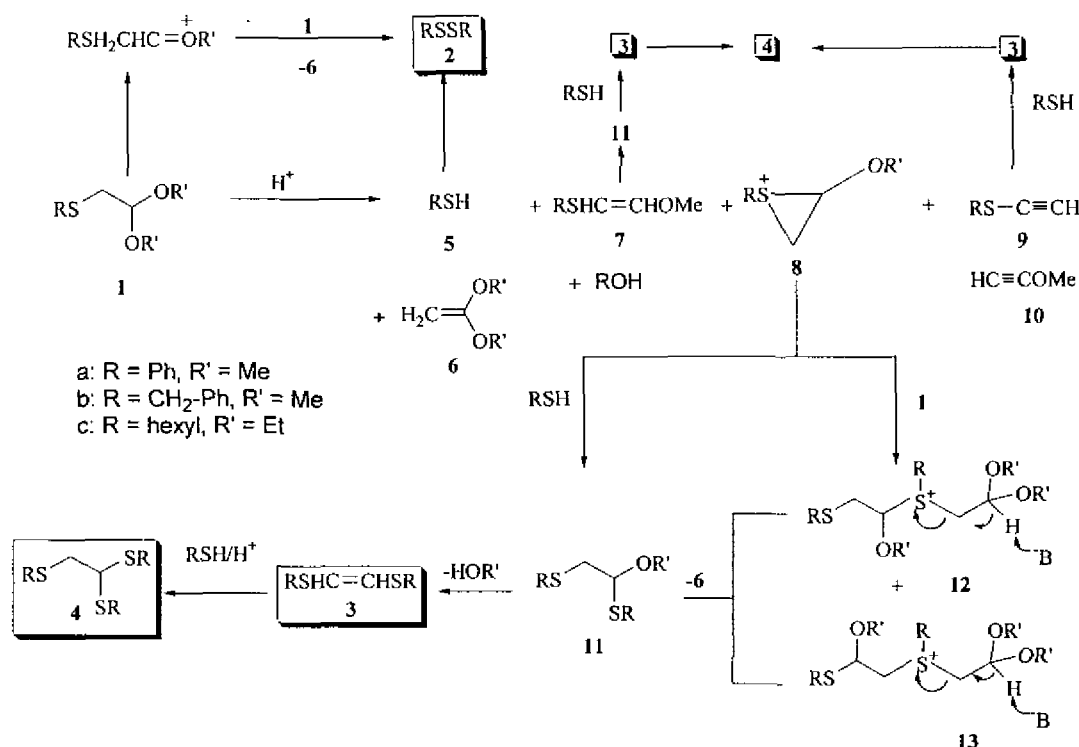 RSH₂CHC=OR' +
1
-6
RSSR
2
3
4
3
RSH
11
RSH
RS
OR'
OR'
1
H⁺
RSH
5
+ RSHC=CHOMe +
7
RS +
OR'
8
+ RS-C≡CH
9
+ H₂C
OR'
OR'
6
+ ROH
HC≡COMe
10
a: R = Ph, R' = Me
b: R = CH₂-Ph, R' = Me
c: R = hexyl, R' = Et
RSH
1
RS
OR'
R
S⁺
OR'
OR'
H
B
12
+
RS
SR
SR
4
RSH/H⁺
RSHC=CHSR
3
-HOR'
RS
OR'
SR
11
-6
OR'
RS
R
S⁺
OR'
OR'
H
B
13